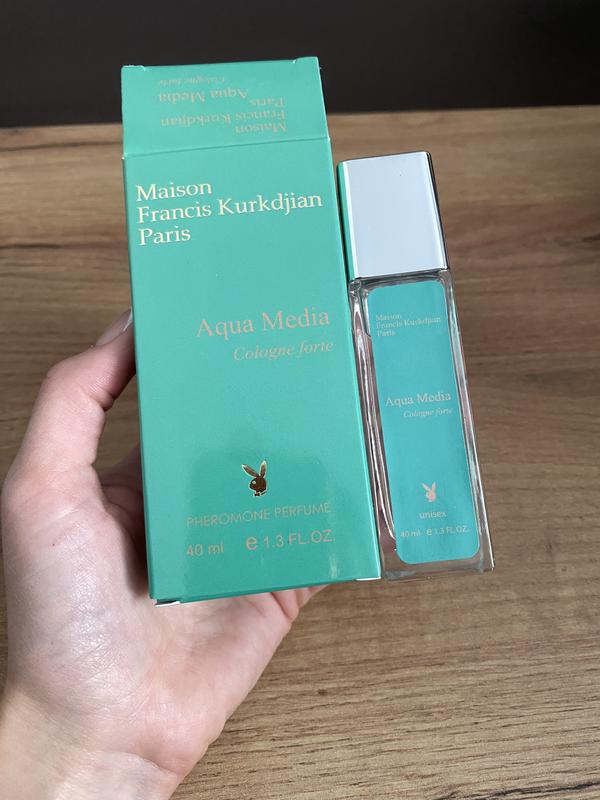 Maison
Francis Kurkdjian
Paris
Aqua Media
Cologne forte
Maison
Francis Kurkdjian
Paris
Aqua Media
Cologne forte
PHEROMONE PERFUME
40 ml e 1.3 FL.OZ.
Maison
Francis Kurkdjian
Paris
Aqua Media
Cologne forte
unisex
40 ml e 1.3 FL.OZ.